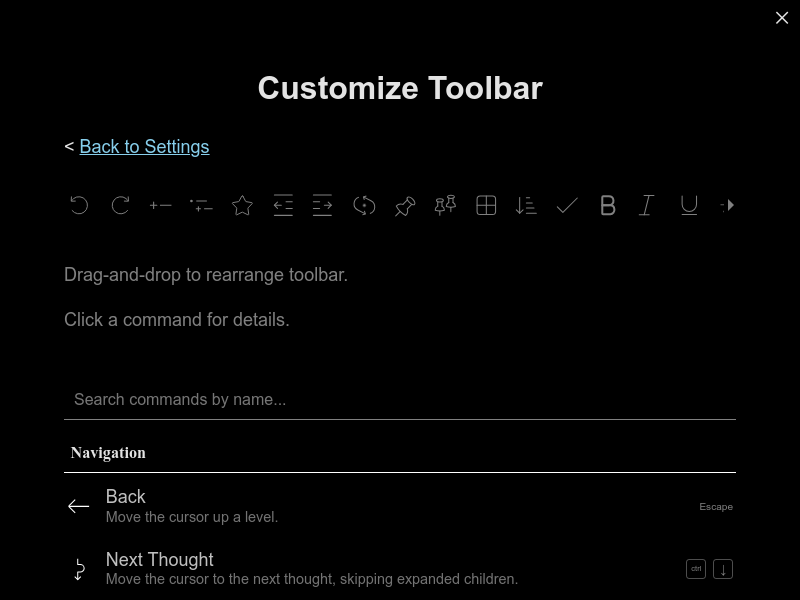 Customize Toolbar
< Back to Settings
B I U
Drag-and-drop to rearrange toolbar.
Click a command for details.
Search commands by name...
Navigation
Back
Move the cursor up a level.
Escape
Next Thought
Move the cursor to the next thought, skipping expanded children.
ctrl ↓